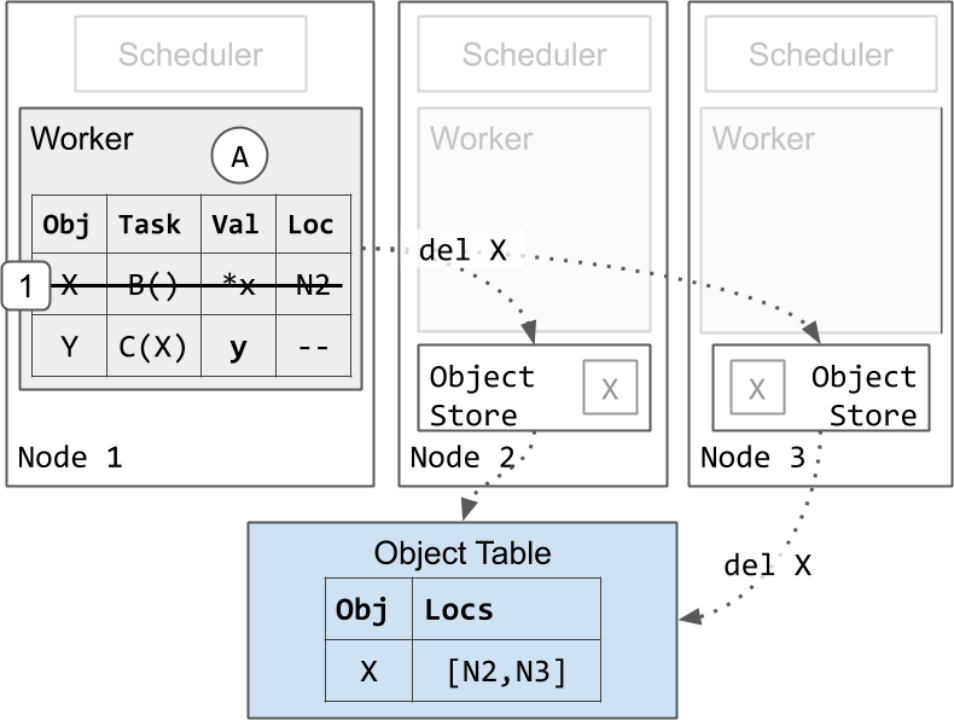 Scheduler
Worker
A
Obj Task Val Loc
1 X B() *x N2
Y C(X) y --
Node 1
Scheduler
Worker
del X
Object
Store
X
Node 2
Scheduler
Worker
X
Object
Store
Node 3
del X
Object Table
Obj Locs
X [N2,N3]